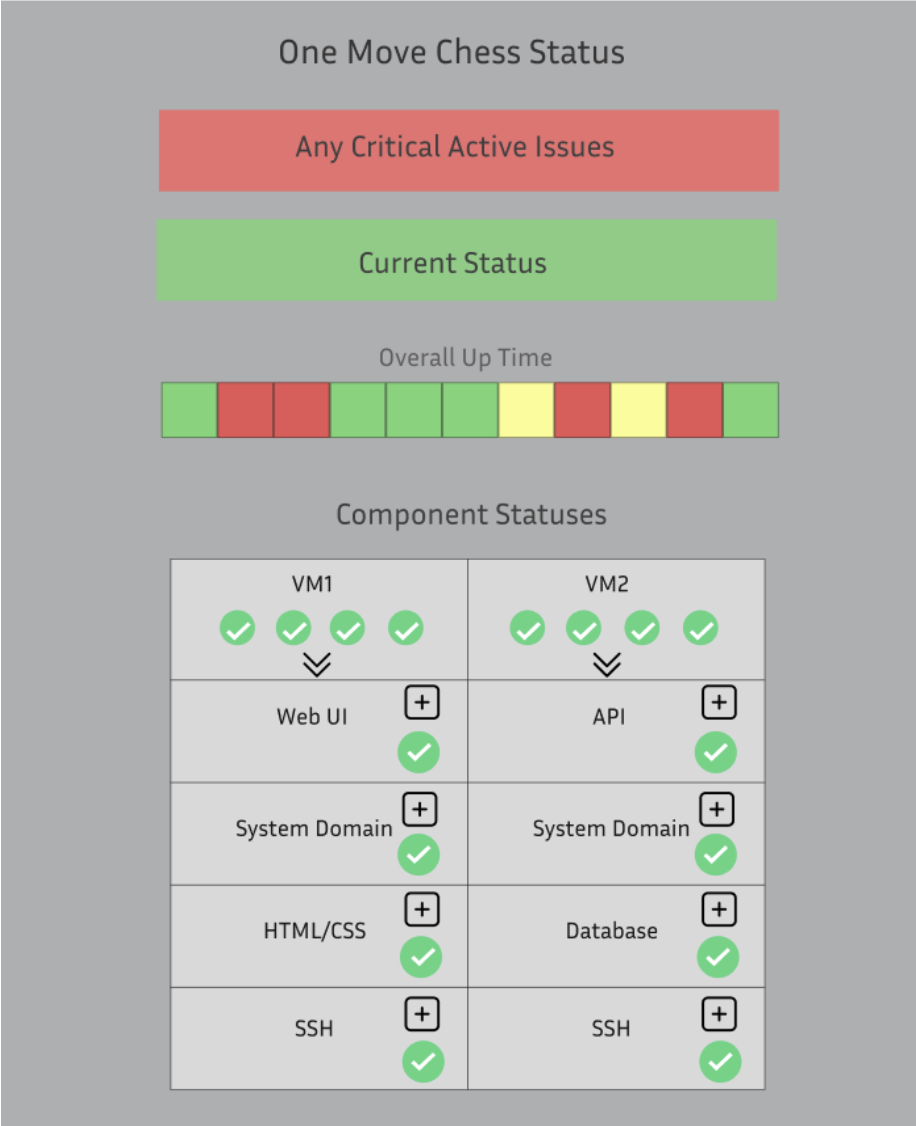 One Move Chess Status
Any Critical Active Issues
Current Status
Overall Up Time
Component Statuses
VM1
VM2
Web UI
API
System Domain
System Domain
HTML/CSS
Database
SSH
SSH